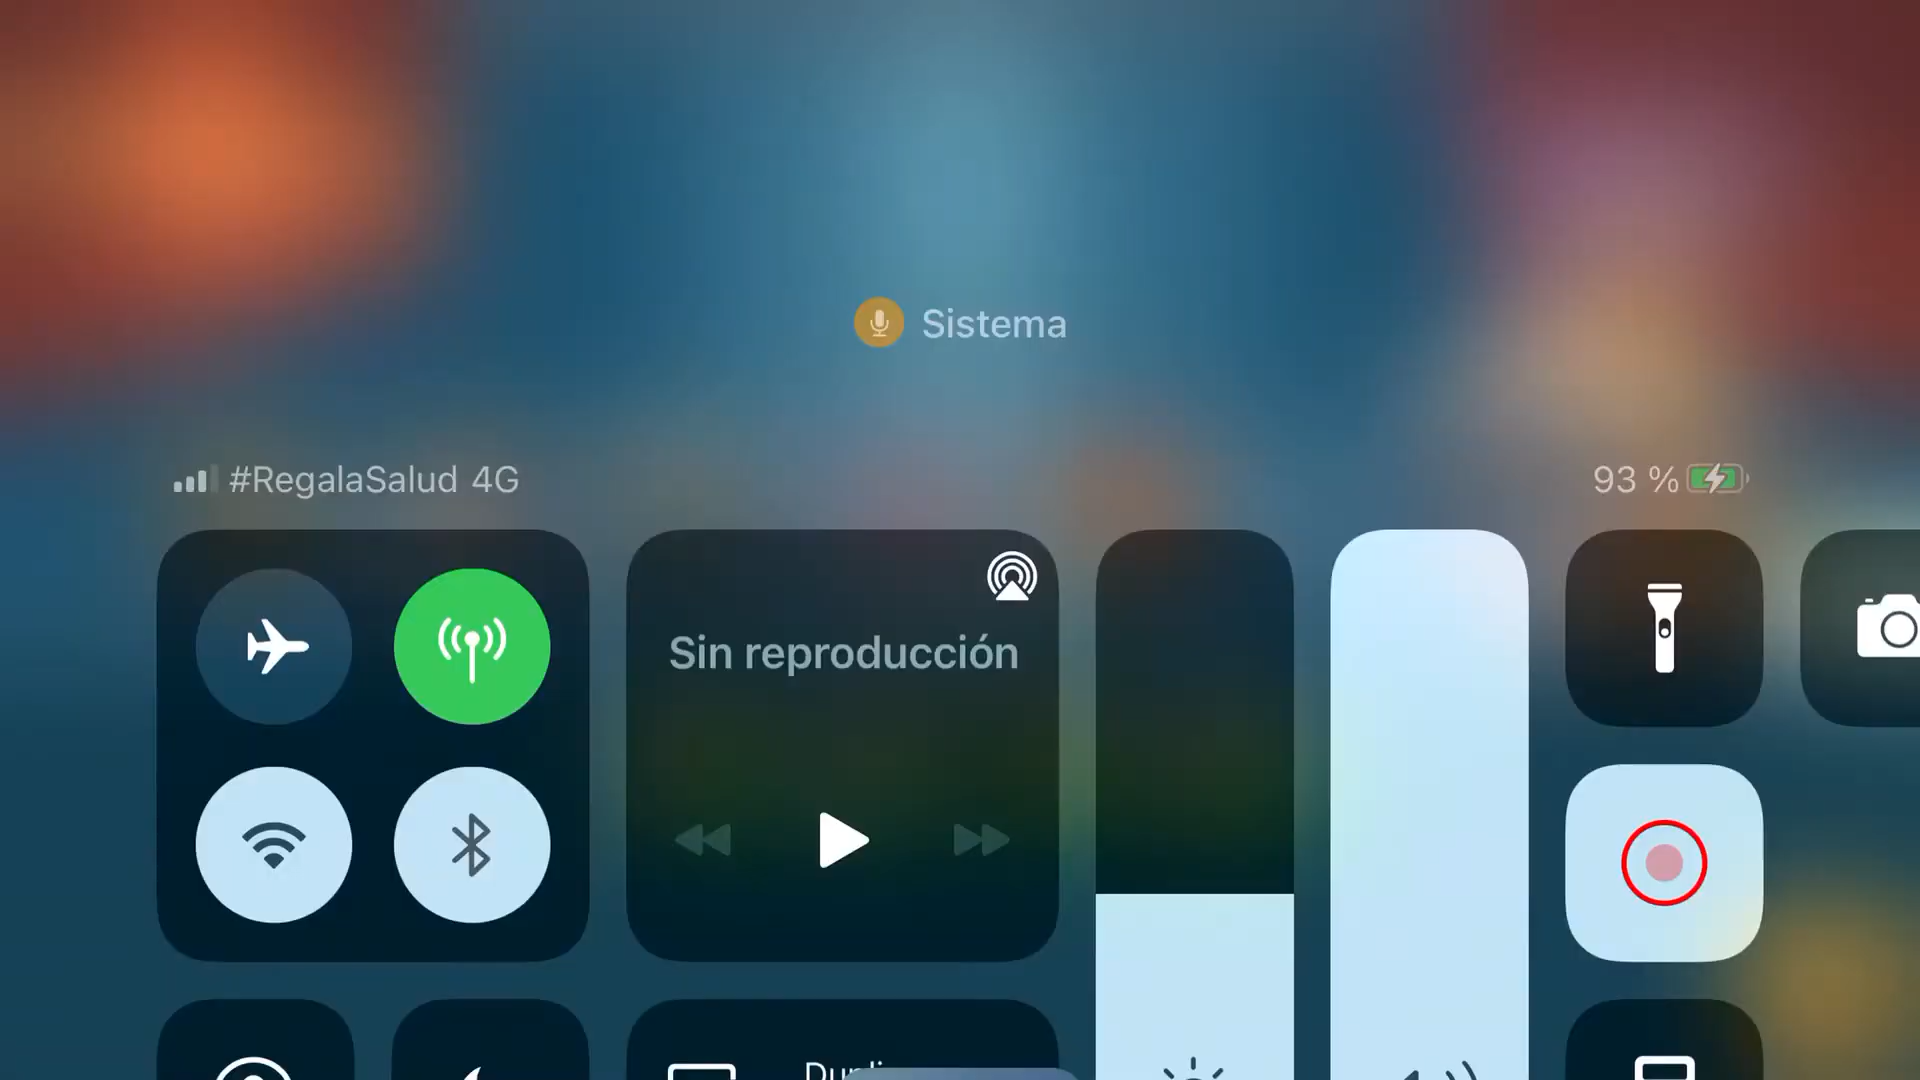 Sistema
#RegalaSalud 4G
93 %
Sin reproducción